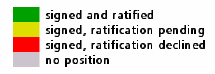 signed and ratified
signed, ratification pending
signed, ratification declined
no position